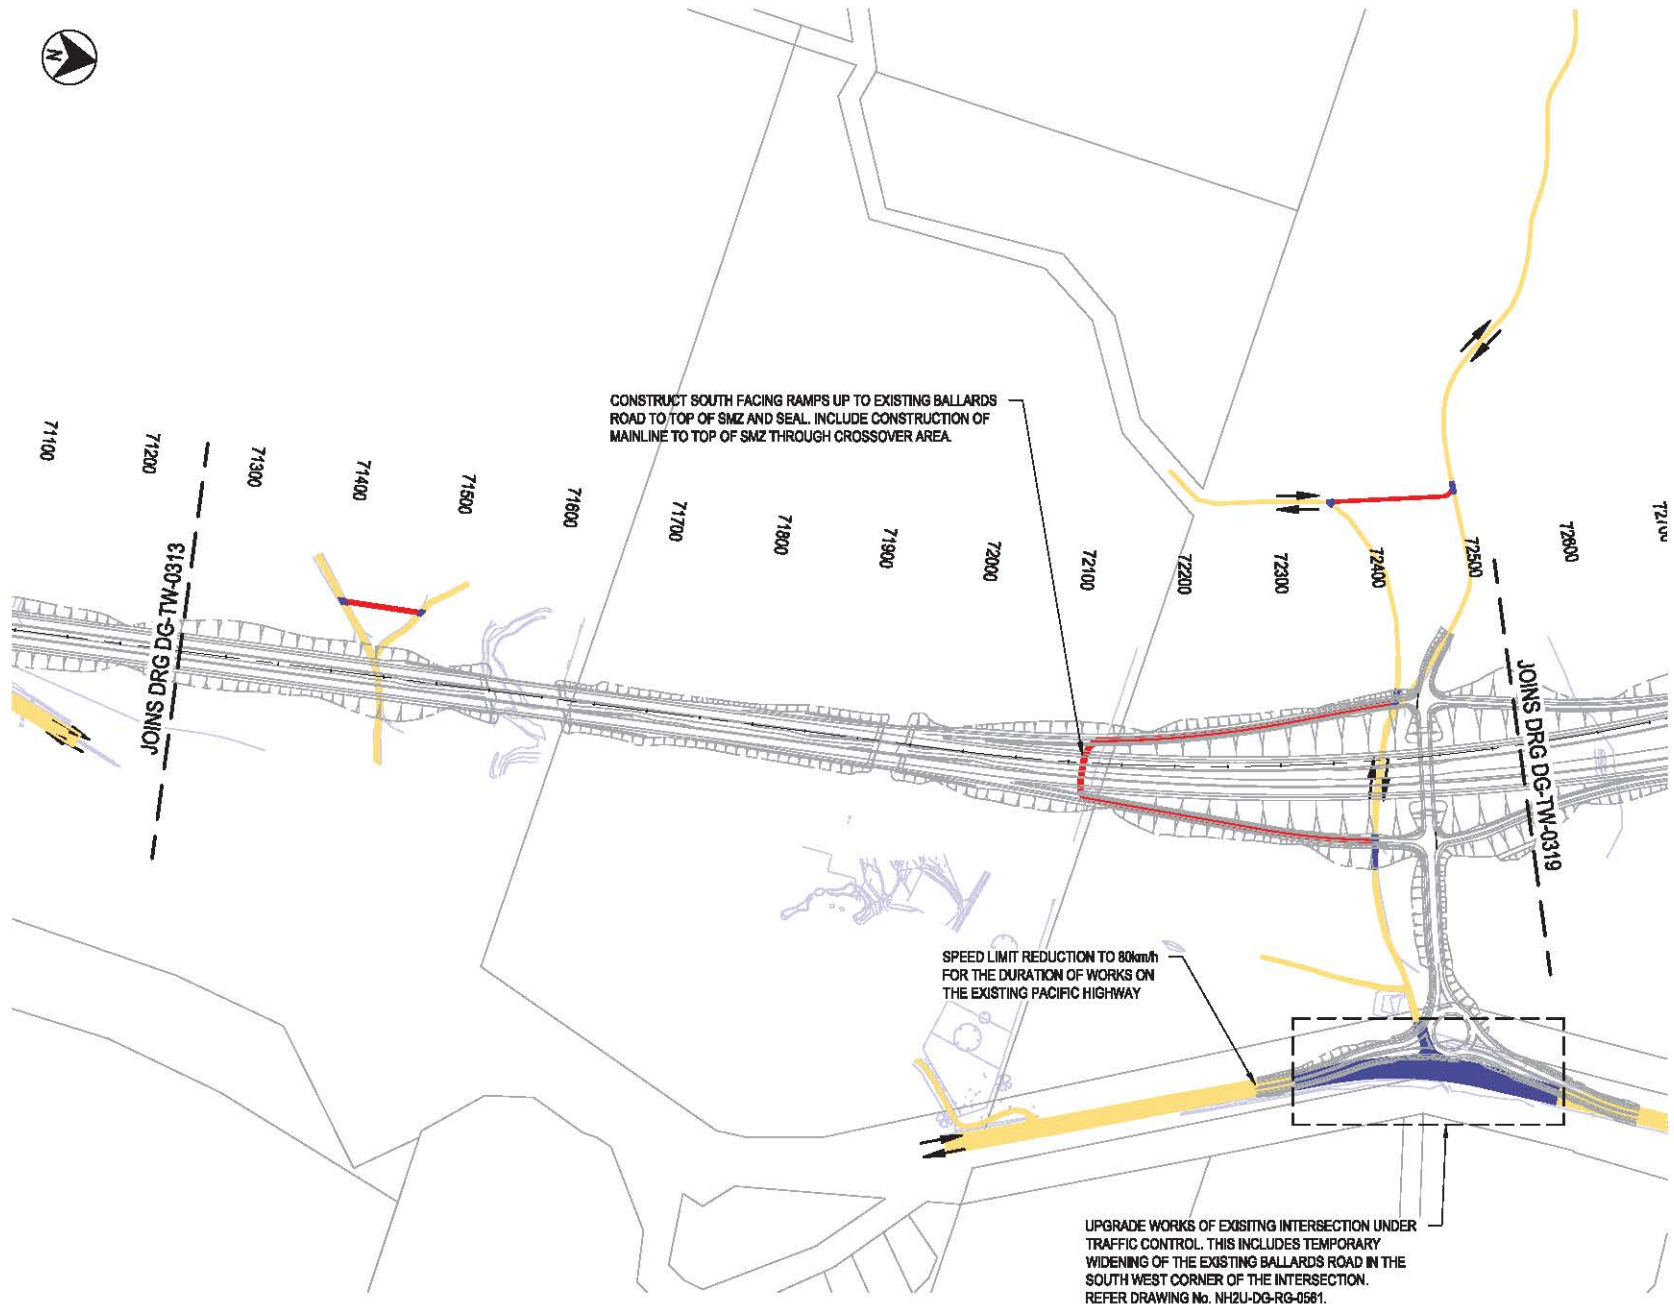 N
CONSTRUCT SOUTH FACING RAMPS UP TO EXISTING BALLARDS
ROAD TO TOP OF SMZ AND SEAL. INCLUDE CONSTRUCTION OF
MAINLINE TO TOP OF SMZ THROUGH CROSSOVER AREA.
71100
71200
71300
71400
71500
71600
71700
71800
71900
72000
72100
72200
72300
72400
72500
72600
JOINS DRG DG-TW-0313
JOINS DRG DG-TW-0319
SPEED LIMIT REDUCTION TO 80km/h
FOR THE DURATION OF WORKS ON
THE EXISTING PACIFIC HIGHWAY
UPGRADE WORKS OF EXISITNG INTERSECTION UNDER
TRAFFIC CONTROL. THIS INCLUDES TEMPORARY
WIDENING OF THE EXISTING BALLARDS ROAD IN THE
SOUTH WEST CORNER OF THE INTERSECTION.
REFER DRAWING No. NH2U-DG-RG-0561.